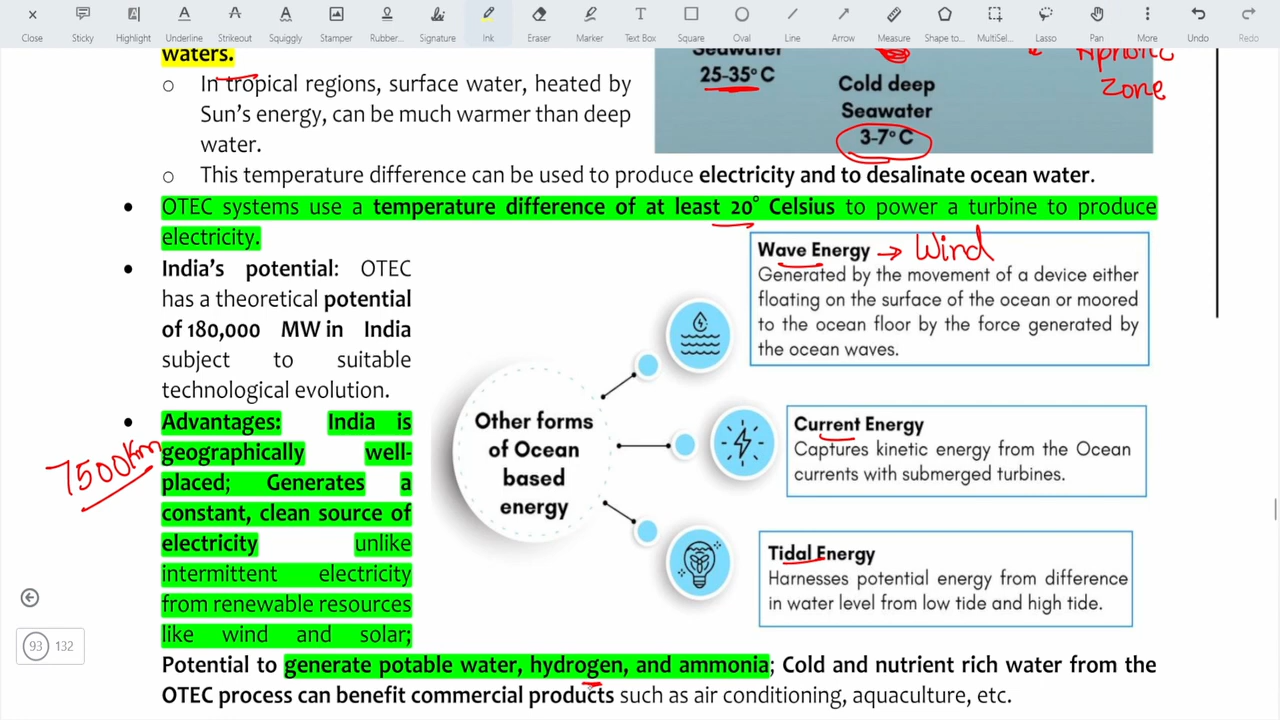 Close
Sticky
Highlight
Underline
Strikeout
Squiggly
Stamper
Rubber...
Signature
Ink
Eraser
Marker
Text Box
Square
Oval
Line
Arrow
Measure
Shape to...
MultiSel...
Lasso
Pan
More
Undo
Redo
waters.
o In tropical regions, surface water, heated by
Sun's energy, can be much warmer than deep
water.
o This temperature difference can be used to produce electricity and to desalinate ocean water.
Seawater
25-35° C
Cold deep
Seawater
3-7° C
Aphotic
Zone
• OTEC systems use a temperature difference of at least 20° Celsius to power a turbine to produce
electricity.
• India's potential: OTEC
has a theoretical potential
of 180,000 MW in India
subject to suitable
technological evolution.
• Advantages: India is
geographically well-
placed; Generates a
constant, clean source of
electricity unlike
intermittent electricity
from renewable resources
like wind and solar;
Potential to generate potable water, hydrogen, and ammonia; Cold and nutrient rich water from the
OTEC process can benefit commercial products such as air conditioning, aquaculture, etc.
7500km
Other forms
of Ocean
based
energy
Wave Energy → Wind
Generated by the movement of a device either
floating on the surface of the ocean or moored
to the ocean floor by the force generated by
the ocean waves.
Current Energy
Captures kinetic energy from the Ocean
currents with submerged turbines.
Tidal Energy
Harnesses potential energy from difference
in water level from low tide and high tide.
93 132